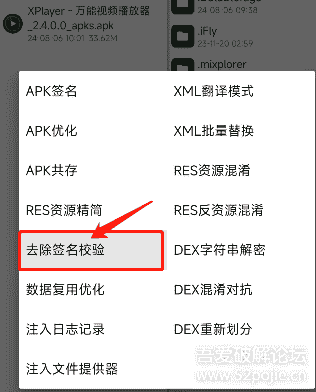 XPlayer - 万能视频播放器
_2.4.0.0_apks.apk
24-08-06 10:01 33.62M
24-08-06 09:38
.iFly
23-11-20 02:59
.mixplorer
APK签名
XML翻译模式
APK优化
XML批量替换
APK共存
RES资源混淆
RES资源精简
RES反资源混淆
去除签名校验
DEX字符串解密
数据复用优化
DEX混淆对抗
注入日志记录
DEX重新划分
注入文件提供器
吾爱破解论坛
www.52pojie.cn